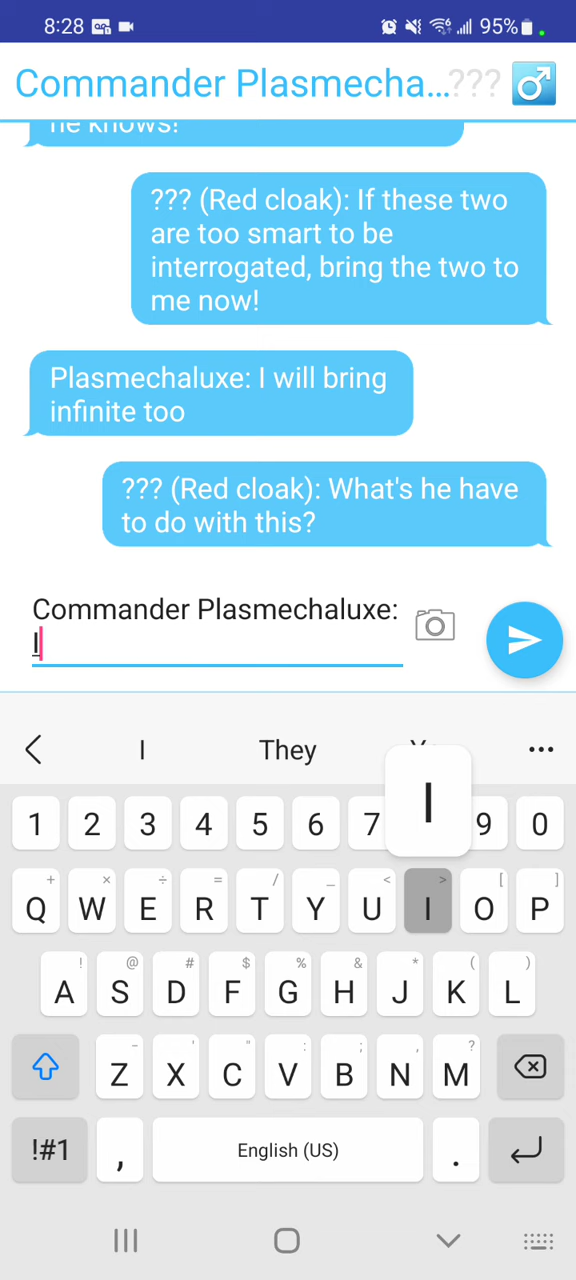 8:28
95%
Commander Plasmecha...???
he knows!
??? (Red cloak): If these two
are too smart to be
interrogated, bring the two to
me now!
Plasmechaluxe: I will bring
infinite too
??? (Red cloak): What's he have
to do with this?
Commander Plasmechaluxe:
I
I They
I
1 2 3 4 5 6 7 9 0
+ × ÷ = / _ < > [ ]
Q W E R T Y U I O P
! @ # $ % & * ( )
A S D F G H J K L
- ' " : ; , ?
Z X C V B N M
!#1 , English (US) .